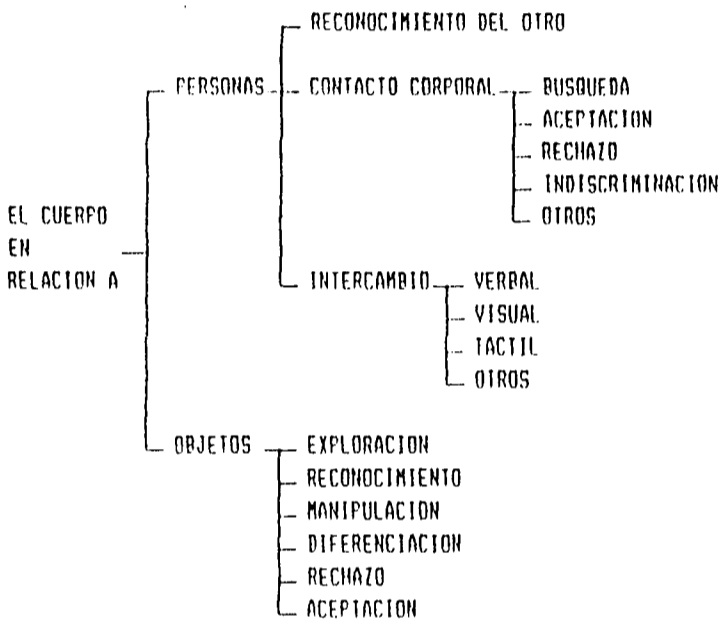 RECONOCIMIENTO DEL OTRO
PERSONAS
CONTACTO CORPORAL
BUSQUEDA
ACEPTACION
RECHAZO
INDISCRIMINACION
OTROS
EL CUERPO
EN
RELACION A
INTERCAMBIO
VERBAL
VISUAL
TACTIL
OTROS
OBJETOS
EXPLORACION
RECONOCIMIENTO
MANIPULACION
DIFERENCIACION
RECHAZO
ACEPTACION